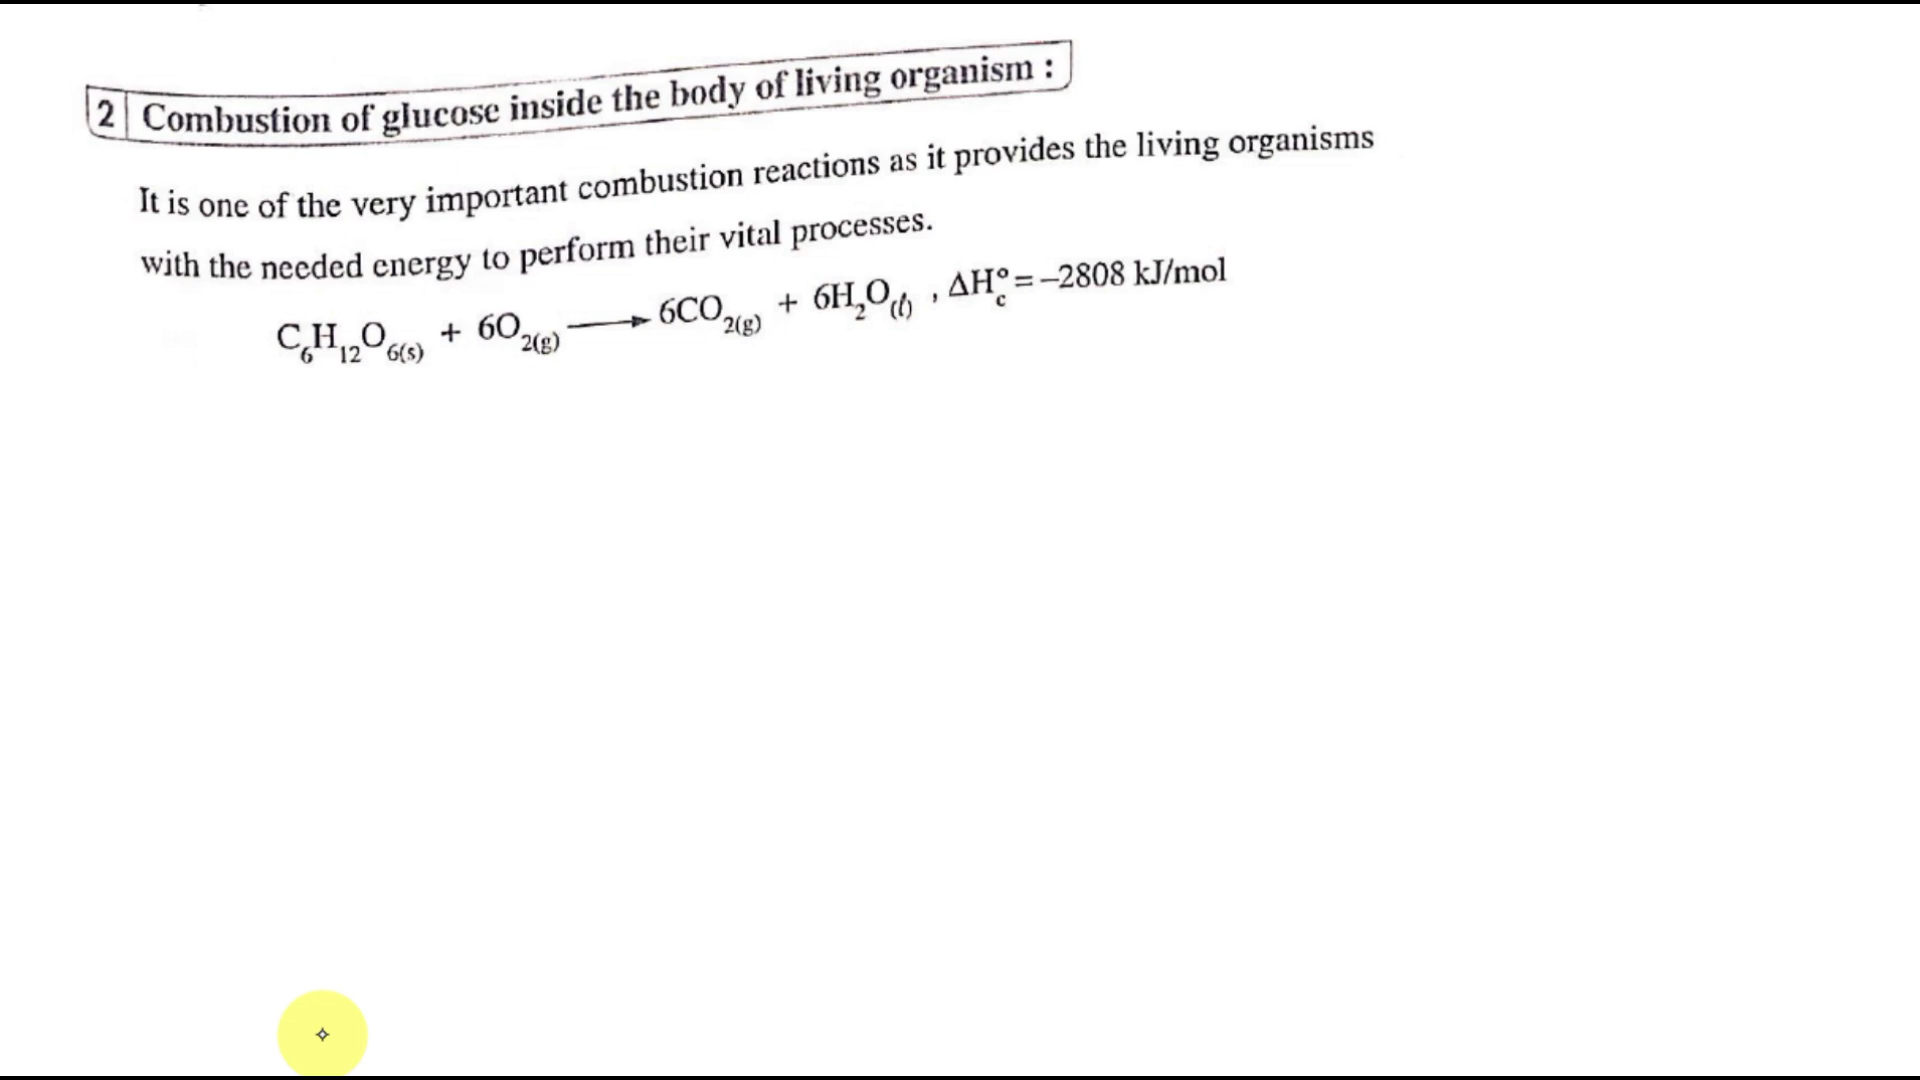 2 Combustion of glucose inside the body of living organism :
It is one of the very important combustion reactions as it provides the living organisms
with the needed energy to perform their vital processes.
C₆H₁₂O₆(s) + 6O₂(g) ⟶ 6CO₂(g) + 6H₂O(l) , ΔH°c = –2808 kJ/mol